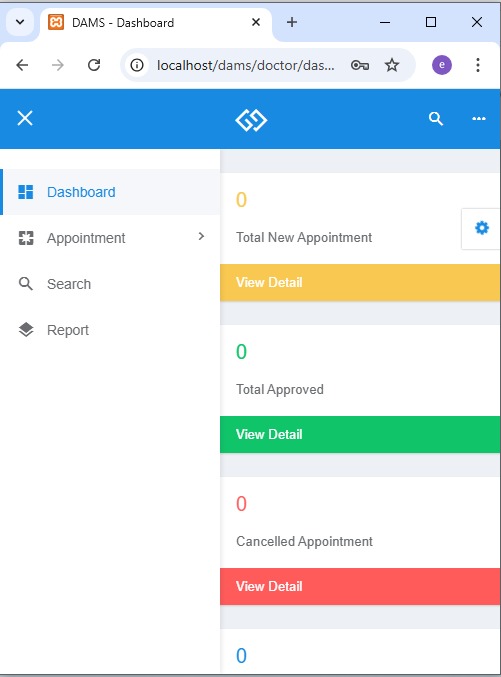 DAMS - Dashboard
localhost/dams/doctor/das...
e
Dashboard
Appointment
Search
Report
0
Total New Appointment
View Detail
0
Total Approved
View Detail
0
Cancelled Appointment
View Detail
0